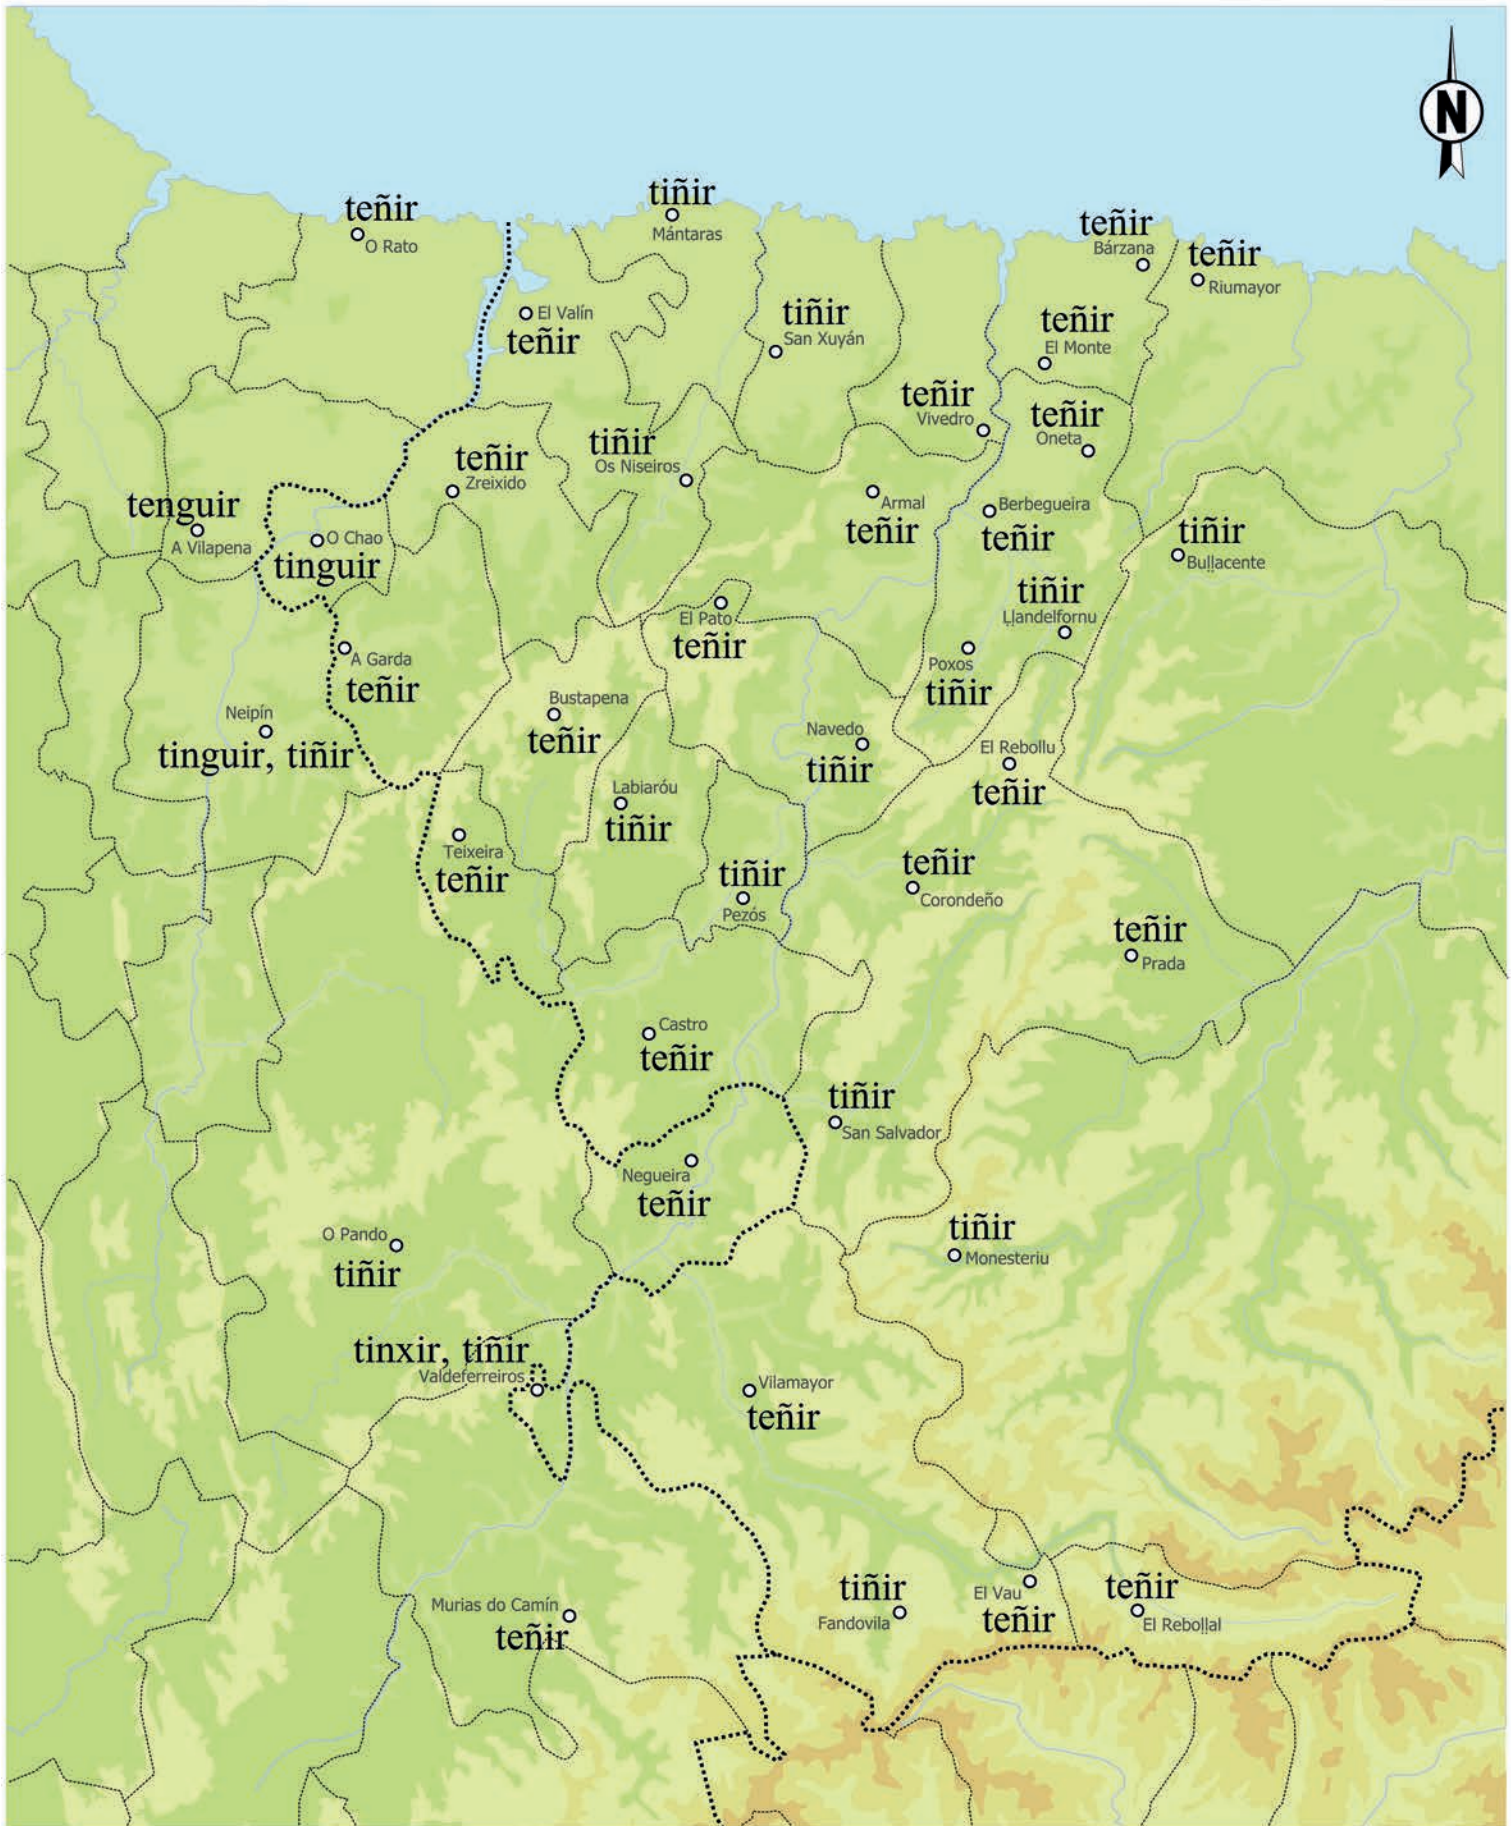 N
tiñir
Mántaras
teñir
O Rato
teñir
Bárzana
teñir
Riumayor
El Valín
teñir
tiñir
San Xuyán
teñir
El Monte
teñir
Vivedro
teñir
Oneta
tiñir
Os Niseiros
teñir
Zreixido
tenguir
A Vilapena
O Chao
tinguir
Armal
teñir
Berbegueira
teñir
tiñir
Buḷḷacente
tiñir
Ḷḷandelfornu
El Pato
teñir
A Garda
teñir
Poxos
tiñir
Bustapena
teñir
Neipín
tinguir, tiñir
Navedo
tiñir
El Rebollu
teñir
Labiaróu
tiñir
Teixeira
teñir
tiñir
Pezós
teñir
Corondeño
teñir
Prada
Castro
teñir
tiñir
San Salvador
Negueira
teñir
O Pando
tiñir
tiñir
Monesteriu
tinxir, tiñir
Valdeferreiros
Vilamayor
teñir
Murias do Camín
teñir
tiñir
Fandovila
El Vau
teñir
teñir
El Reboḷḷal